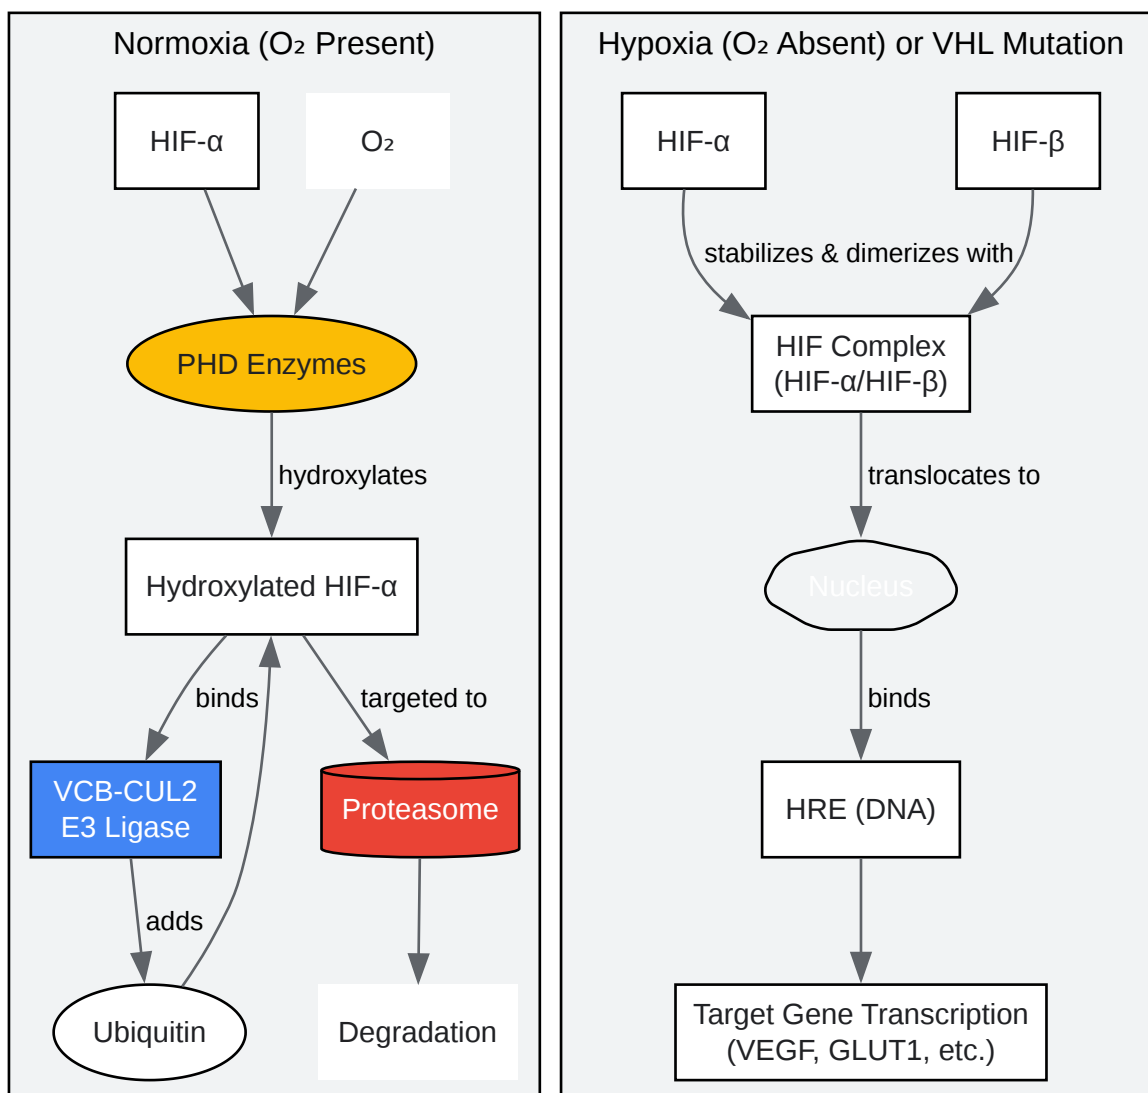 Normoxia (O₂ Present)
HIF-α
O₂
PHD Enzymes
hydroxylates
Hydroxylated HIF-α
binds
targeted to
VCB-CUL2
E3 Ligase
Proteasome
adds
Ubiquitin
Degradation
Hypoxia (O₂ Absent) or VHL Mutation
HIF-α
HIF-β
stabilizes & dimerizes with
HIF Complex
(HIF-α/HIF-β)
translocates to
Nucleus
binds
HRE (DNA)
Target Gene Transcription
(VEGF, GLUT1, etc.)